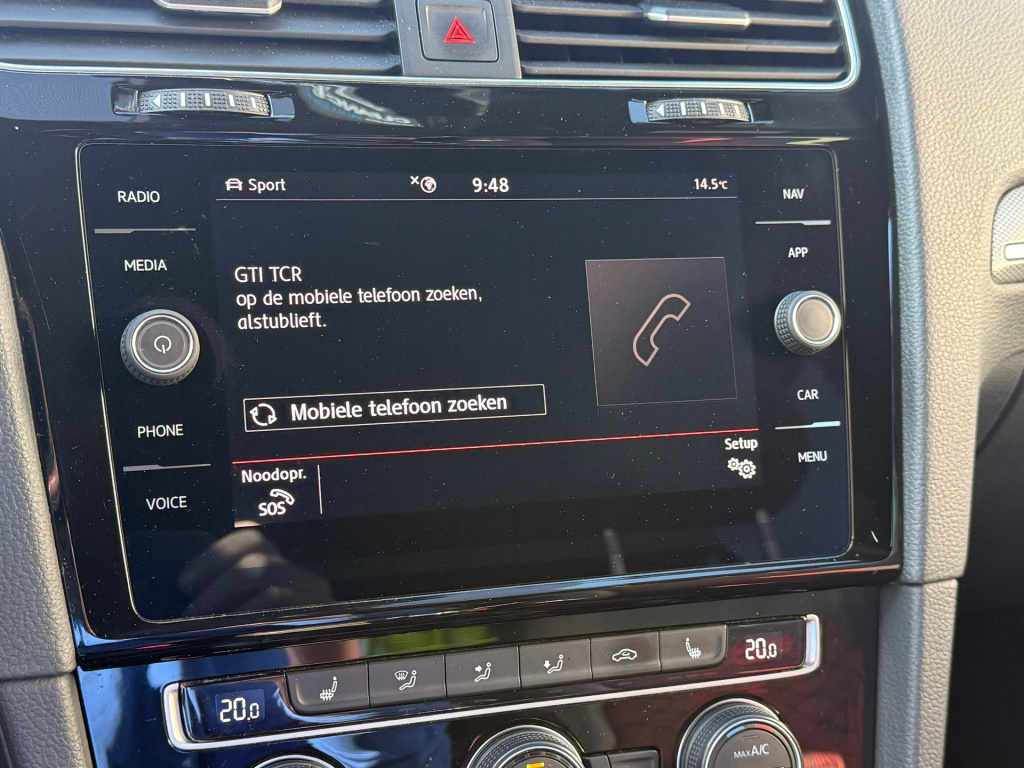 RADIO
MEDIA
PHONE
VOICE
Sport
9:48
14.5°C
GTI TCR
op de mobiele telefoon zoeken,
alstublieft.
Mobiele telefoon zoeken
Noodopr.
SOS
Setup
NAV
APP
CAR
MENU
20.0
20.0
MAX A/C